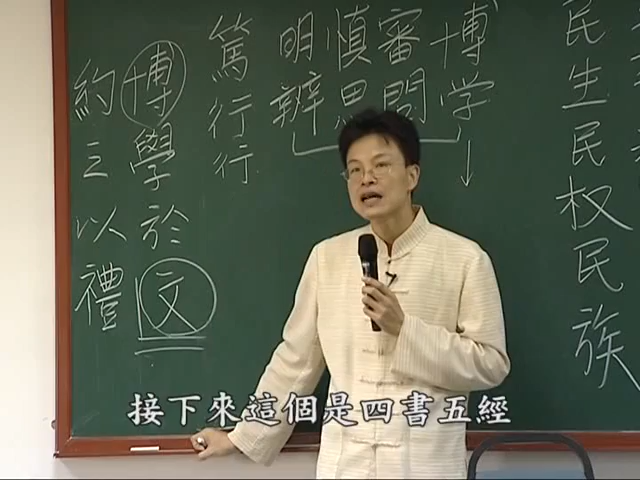 民生民权民族
博学
審問
慎思
明辨
篤行行
博學於文
約之以禮
接下來這個是四書五經